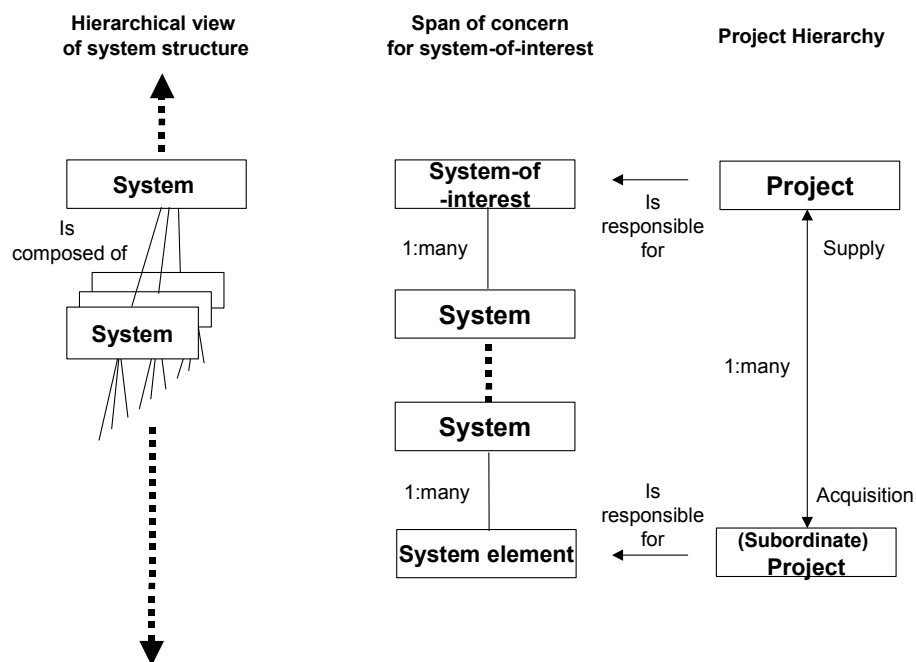 Hierarchical view
of system structure
Span of concern
for system-of-interest
Project Hierarchy
System
Is
composed of
System
System-of
-interest
1:many
System
System
1:many
System element
Is
responsible
for
Is
responsible
for
Project
Supply
1:many
Acquisition
(Subordinate)
Project